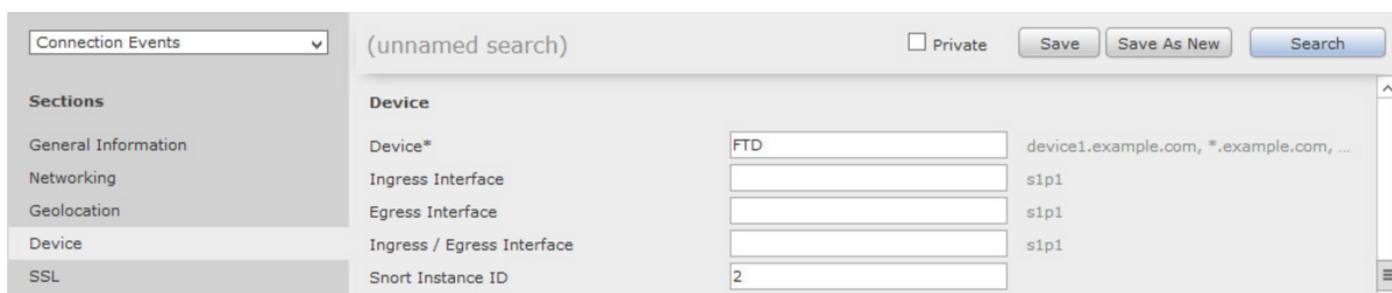 Connection Events
(unnamed search)
Private
Save
Save As New
Search
Sections
General Information
Networking
Geolocation
Device
SSL
Device
Device* FTD device1.example.com, *.example.com, ...
Ingress Interface s1p1
Egress Interface s1p1
Ingress / Egress Interface s1p1
Snort Instance ID 2